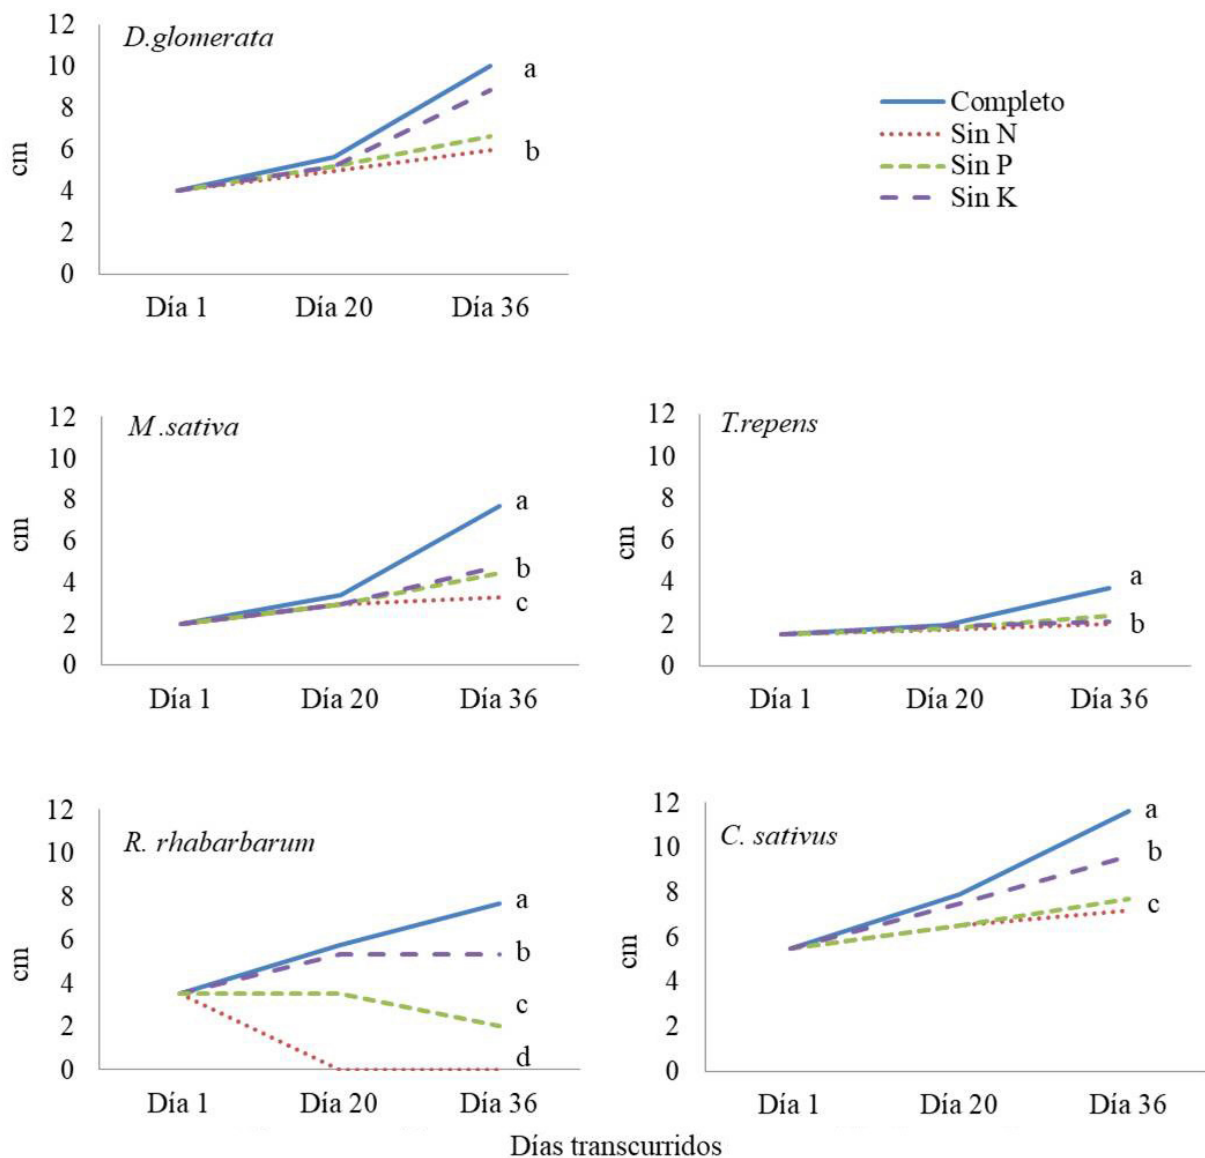 D.glomerata
12
10
8
6
4
2
0
cm
a
b
Día 1 Día 20 Día 36
Completo
Sin N
Sin P
Sin K
M .sativa
12
10
8
6
4
2
0
cm
a
b
c
Día 1 Día 20 Día 36
T.repens
12
10
8
6
4
2
0
cm
a
b
Día 1 Día 20 Día 36
R. rhabarbarum
12
10
8
6
4
2
0
cm
a
b
c
d
Día 1 Día 20 Día 36
C. sativus
12
10
8
6
4
2
0
cm
a
b
c
Día 1 Día 20 Día 36
Días transcurridos